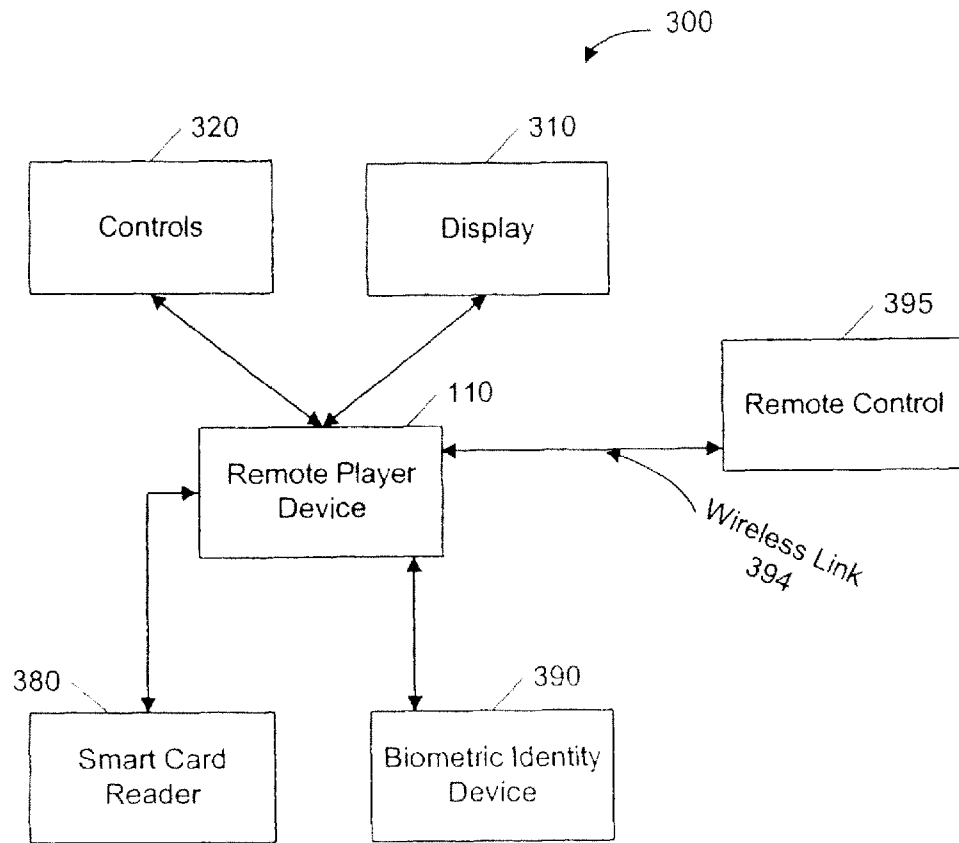 300
320
310
Controls
Display
395
Remote Control
110
Remote Player
Device
Wireless Link
394
380
390
Smart Card
Reader
Biometric Identity
Device